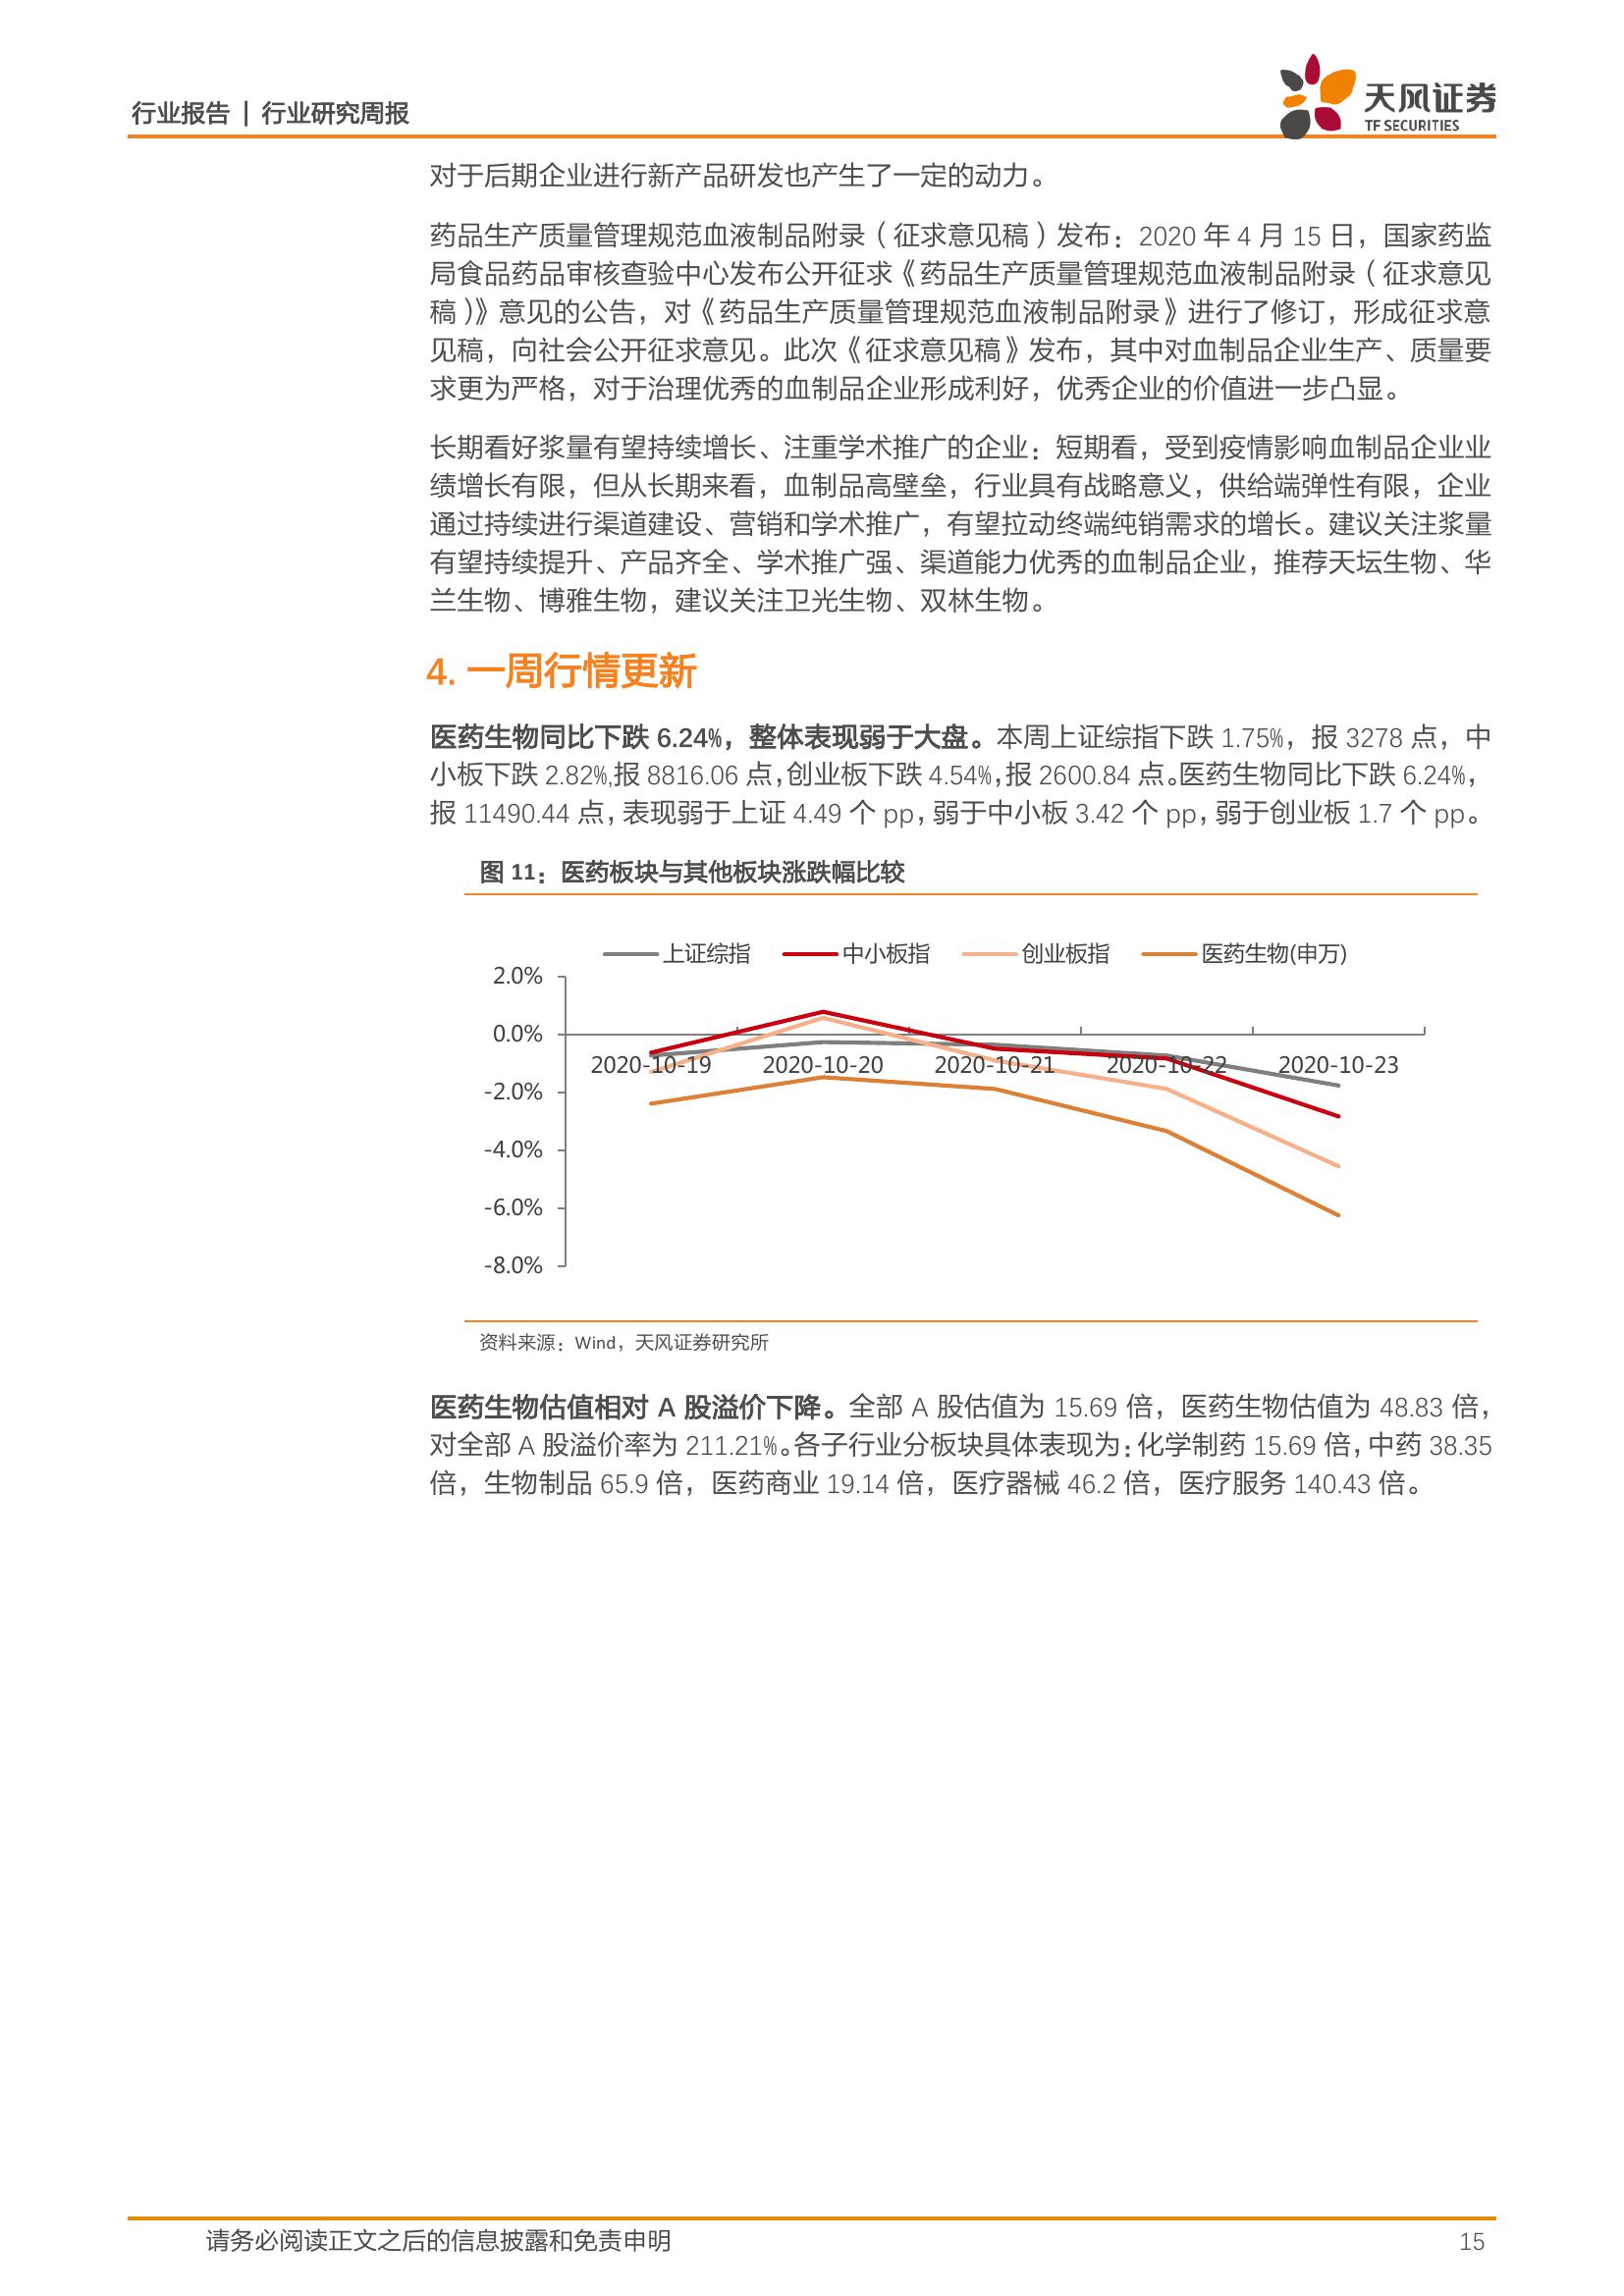 行业报告 | 行业研究周报
天风证券
TF SECURITIES
对于后期企业进行新产品研发也产生了一定的动力。
药品生产质量管理规范血液制品附录（征求意见稿）发布：2020 年 4 月 15 日，国家药监
局食品药品审核查验中心发布公开征求《药品生产质量管理规范血液制品附录（征求意见
稿）》意见的公告，对《药品生产质量管理规范血液制品附录》进行了修订，形成征求意
见稿，向社会公开征求意见。此次《征求意见稿》发布，其中对血制品企业生产、质量要
求更为严格，对于治理优秀的血制品企业形成利好，优秀企业的价值进一步凸显。
长期看好浆量有望持续增长、注重学术推广的企业：短期看，受到疫情影响血制品企业业
绩增长有限，但从长期来看，血制品高壁垒，行业具有战略意义，供给端弹性有限，企业
通过持续进行渠道建设、营销和学术推广，有望拉动终端纯销需求的增长。建议关注浆量
有望持续提升、产品齐全、学术推广强、渠道能力优秀的血制品企业，推荐天坛生物、华
兰生物、博雅生物，建议关注卫光生物、双林生物。
4. 一周行情更新
医药生物同比下跌 6.24%，整体表现弱于大盘。本周上证综指下跌 1.75%，报 3278 点，中
小板下跌 2.82%,报 8816.06 点，创业板下跌 4.54%，报 2600.84 点。医药生物同比下跌 6.24%，
报 11490.44 点，表现弱于上证 4.49 个 pp，弱于中小板 3.42 个 pp，弱于创业板 1.7 个 pp。
图 11：医药板块与其他板块涨跌幅比较
上证综指 中小板指 创业板指 医药生物(申万)
2.0%
0.0%
2020-10-19 2020-10-20 2020-10-21 2020-10-22 2020-10-23
-2.0%
-4.0%
-6.0%
-8.0%
资料来源：Wind，天风证券研究所
医药生物估值相对 A 股溢价下降。全部 A 股估值为 15.69 倍，医药生物估值为 48.83 倍，
对全部 A 股溢价率为 211.21%。各子行业分板块具体表现为：化学制药 15.69 倍，中药 38.35
倍，生物制品 65.9 倍，医药商业 19.14 倍，医疗器械 46.2 倍，医疗服务 140.43 倍。
请务必阅读正文之后的信息披露和免责申明 15